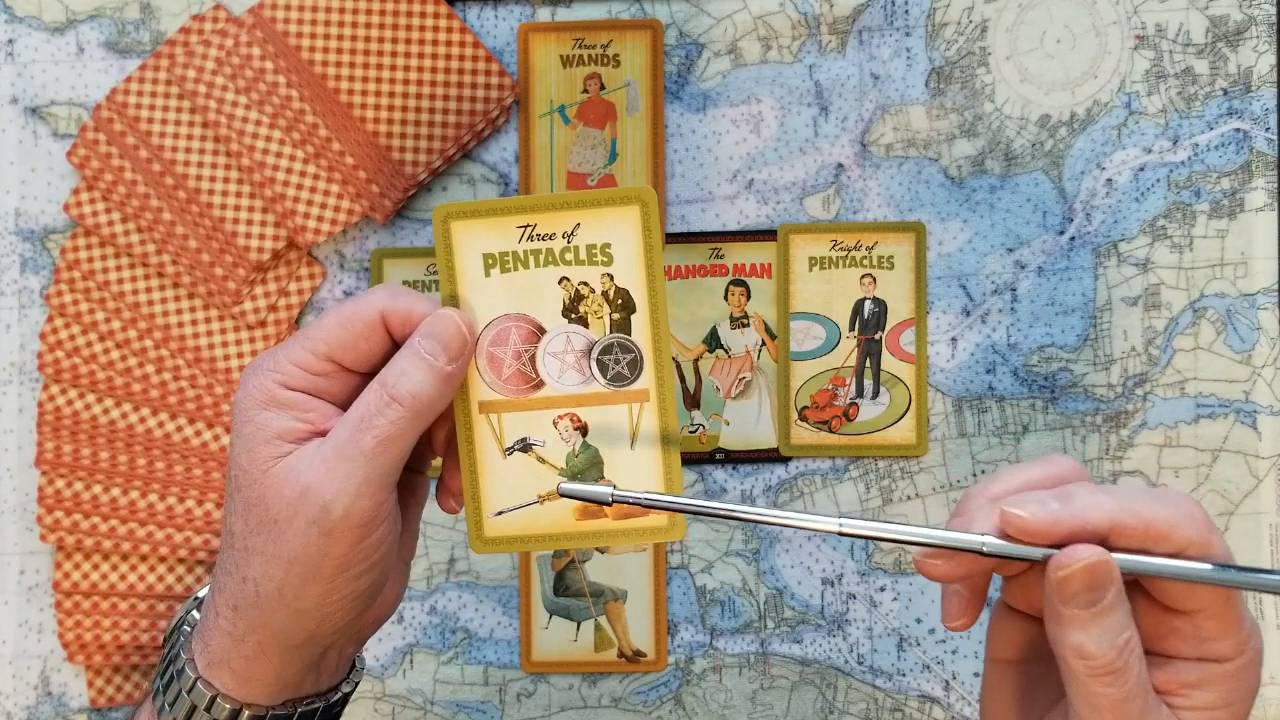 Three of
WANDS
Three of
PENTACLES
The
HANGED MAN
XII
Knight of
PENTACLES